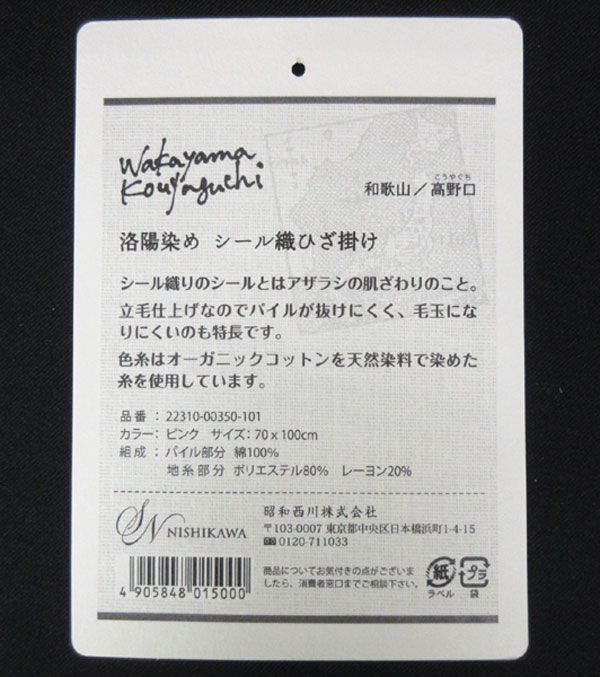 Wakayama
Kouyaguchi
こうやぐち
和歌山／高野口
洛陽染め シール織ひざ掛け
シール織りのシールとはアザラシの肌ざわりのこと。
立毛仕上げなのでパイルが抜けにくく、毛玉にな
りにくいのも特長です。
色糸はオーガニックコットンを天然染料で染めた
糸を使用しています。
品番：22310-00350-101
カラー：ピンク サイズ：70 x 100cm
組成：パイル部分 綿100%
地糸部分 ポリエステル80% レーヨン20%
SN NISHIKAWA
昭和西川株式会社
〒103-0007 東京都中央区日本橋浜町1-4-15
0120-711033
4 905848 015000
商品についてお気付きの点がございま
したら、消費者窓口までご相談下さい。
紙
ラベル
プラ
袋